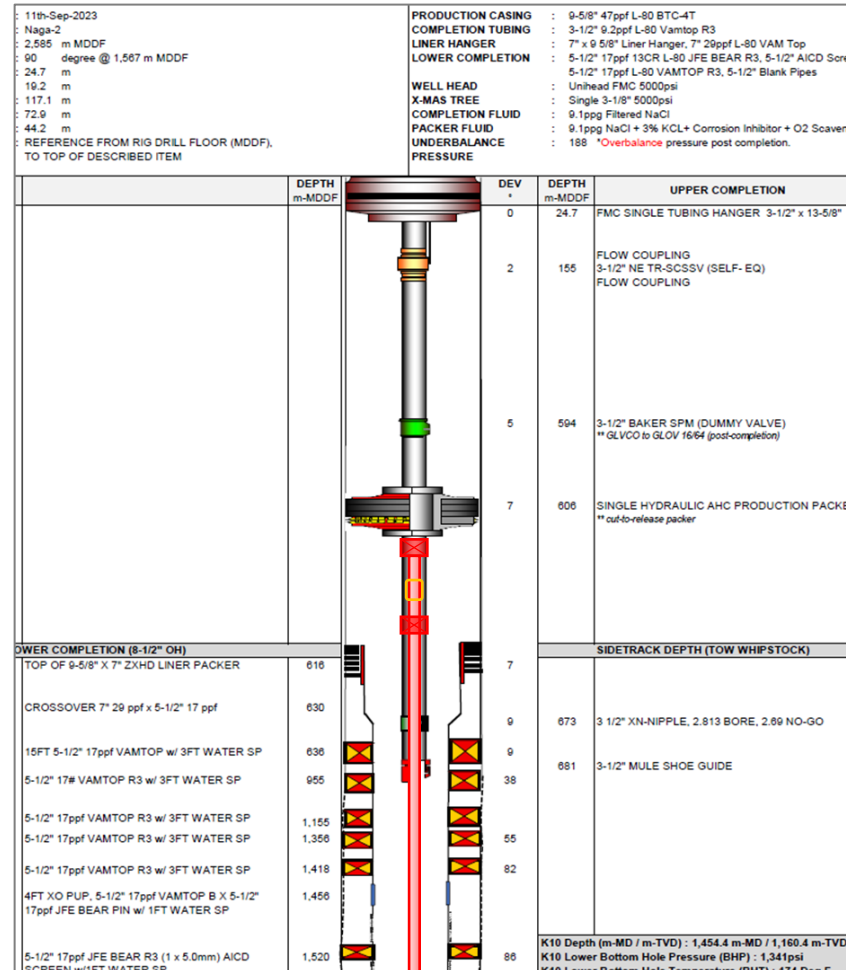 : 11th-Sep-2023
: Naga-2
: 2,585 m MDDF
: 90 degree @ 1,567 m MDDF
: 24.7 m
19.2 m
: 117.1 m
: 72.9 m
: 44.2 m
: REFERENCE FROM RIG DRILL FLOOR (MDDF),
TO TOP OF DESCRIBED ITEM
PRODUCTION CASING : 9-5/8" 47ppf L-80 BTC-4T
COMPLETION TUBING : 3-1/2" 9.2ppf L-80 Vamtop R3
LINER HANGER : 7" x 9 5/8" Liner Hanger, 7" 29ppf L-80 VAM Top
LOWER COMPLETION : 5-1/2" 17ppf 13CR L-80 JFE BEAR R3, 5-1/2" AICD Scre
5-1/2" 17ppf L-80 VAMTOP R3, 5-1/2" Blank Pipes
WELL HEAD : Unihead FMC 5000psi
X-MAS TREE : Single 3-1/8" 5000psi
COMPLETION FLUID : 9.1ppg Filtered NaCl
PACKER FLUID : 9.1ppg NaCl + 3% KCL+ Corrosion Inhibitor + O2 Scaven
UNDERBALANCE : 188 *Overbalance pressure post completion.
PRESSURE
DEPTH DEV DEPTH UPPER COMPLETION
m-MDDF ° m-MDDF
0 24.7 FMC SINGLE TUBING HANGER 3-1/2" x 13-5/8"
FLOW COUPLING
2 155 3-1/2" NE TR-SCSSV (SELF- EQ)
FLOW COUPLING
5 594 3-1/2" BAKER SPM (DUMMY VALVE)
** GLVCO to GLOV 16/64 (post-completion)
7 606 SINGLE HYDRAULIC AHC PRODUCTION PACKE
** cut-to-release packer
OWER COMPLETION (8-1/2" OH) SIDETRACK DEPTH (TOW WHIPSTOCK)
TOP OF 9-5/8" X 7" ZXHD LINER PACKER 616 7
CROSSOVER 7" 29 ppf x 5-1/2" 17 ppf 630
9 673 3 1/2" XN-NIPPLE, 2.813 BORE, 2.69 NO-GO
15FT 5-1/2" 17ppf VAMTOP w/ 3FT WATER SP 636 9
681 3-1/2" MULE SHOE GUIDE
5-1/2" 17# VAMTOP R3 w/ 3FT WATER SP 955 38
5-1/2" 17ppf VAMTOP R3 w/ 3FT WATER SP 1,155
5-1/2" 17ppf VAMTOP R3 w/ 3FT WATER SP 1,356 55
5-1/2" 17ppf VAMTOP R3 w/ 3FT WATER SP 1,418 82
4FT XO PUP, 5-1/2" 17ppf VAMTOP B X 5-1/2" 1,456
17ppf JFE BEAR PIN w/ 1FT WATER SP
K10 Depth (m-MD / m-TVD) : 1,454.4 m-MD / 1,160.4 m-TVD
5-1/2" 17ppf JFE BEAR R3 (1 x 5.0mm) AICD 1,520 86
K10 Lower Bottom Hole Pressure (BHP) : 1,341psi
SCREEN w/1FT WATER SP
K10 Lower Bottom Hole Temperature (BHT) : 174 Deg F